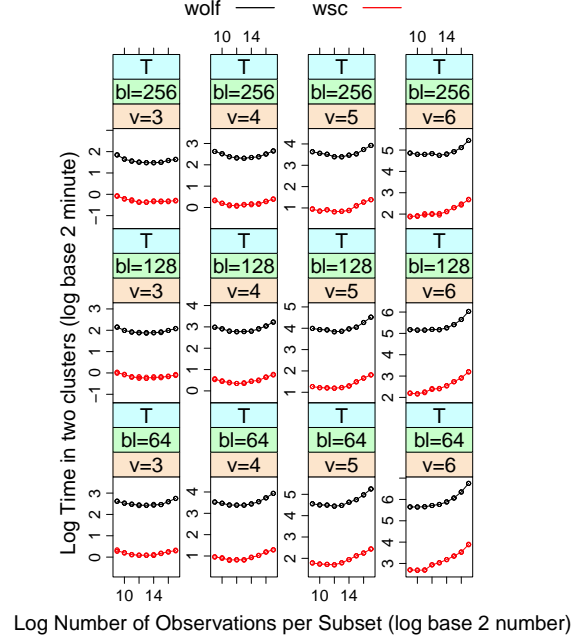 wolf wsc
10 14 10 14
T T T T
bl=256 bl=256 bl=256 bl=256
v=3 v=4 v=5 v=6
−1 0 1 2
0 1 2 3
1 2 3 4
2 3 4 5
T T T T
bl=128 bl=128 bl=128 bl=128
v=3 v=4 v=5 v=6
−1 0 1 2 3
0 1 2 3 4
1 2 3 4 5
2 3 4 5 6
T T T T
bl=64 bl=64 bl=64 bl=64
v=3 v=4 v=5 v=6
0 1 2 3
1 2 3 4
2 3 4 5
3 4 5 6
10 14 10 14
Log Time in two clusters (log base 2 minute)
Log Number of Observations per Subset (log base 2 number)